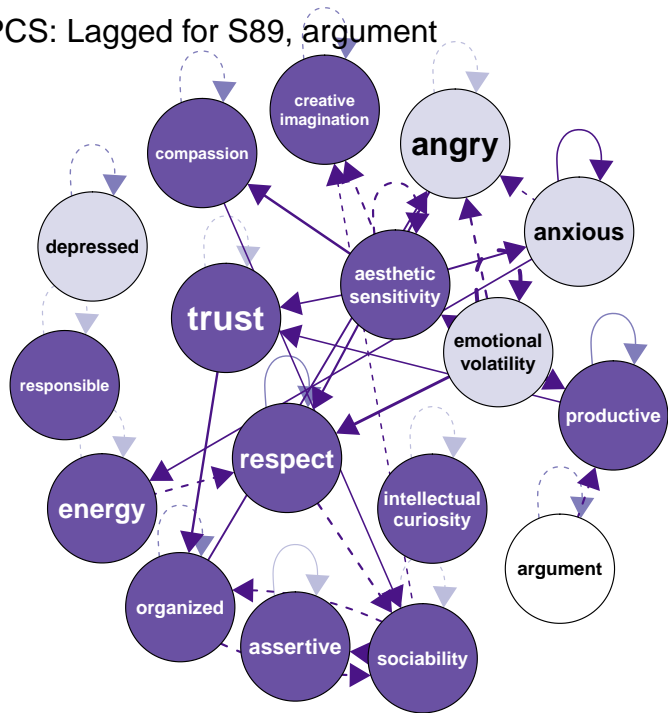 PCS: Lagged for S89, argument
creative
imagination
angry
compassion
anxious
depressed
aesthetic
sensitivity
trust
emotional
volatility
responsible
productive
respect
energy
intellectual
curiosity
argument
organized
assertive
sociability